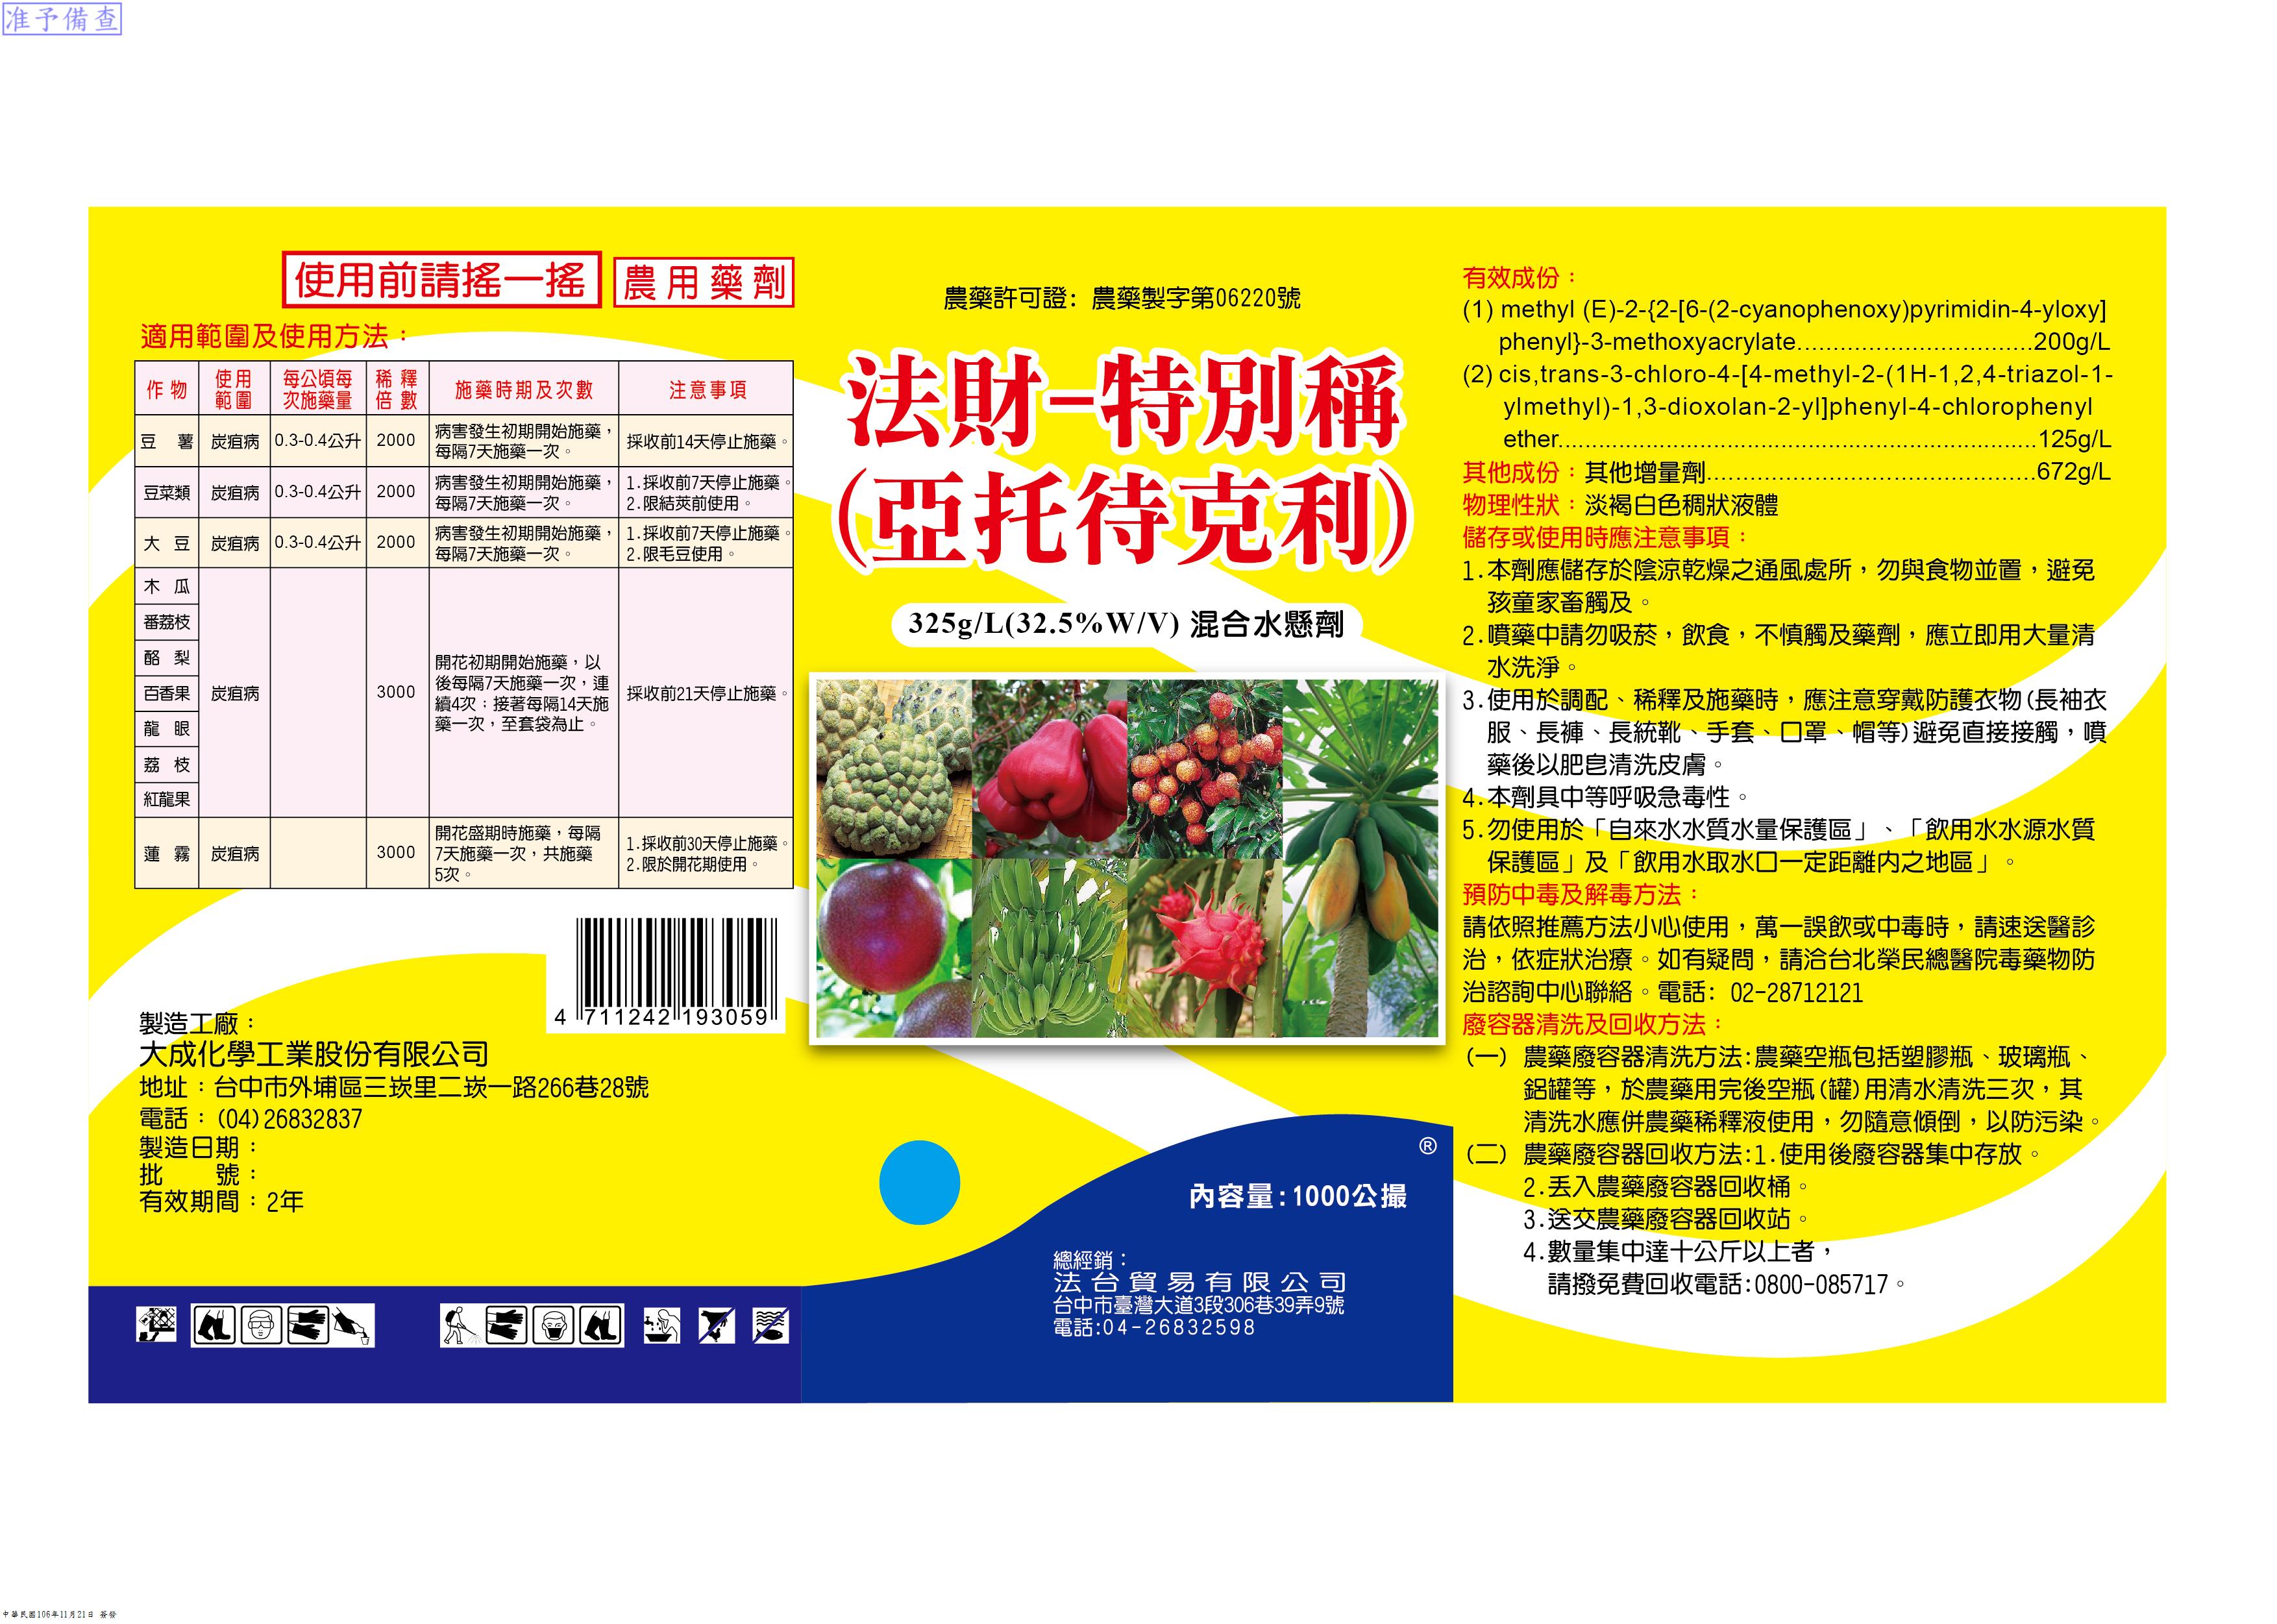 准予備查
使用前請搖一搖
農用藥劑
適用範圍及使用方法：
作物 使用範圍 每公頃每次施藥量 稀釋倍數 施藥時期及次數 注意事項
豆薯 炭疽病 0.3-0.4公升 2000 病害發生初期開始施藥，每隔7天施藥一次。 採收前14天停止施藥。
豆菜類 炭疽病 0.3-0.4公升 2000 病害發生初期開始施藥，每隔7天施藥一次。 1.採收前7天停止施藥。 2.限結莢前使用。
大豆 炭疽病 0.3-0.4公升 2000 病害發生初期開始施藥，每隔7天施藥一次。 1.採收前7天停止施藥。 2.限毛豆使用。
木瓜
番荔枝
酪梨
百香果 炭疽病 3000 開花初期開始施藥，以後每隔7天施藥一次，連續4次；接著每隔14天施藥一次，至套袋為止。 採收前21天停止施藥。
龍眼
荔枝
紅龍果
蓮霧 炭疽病 3000 開花盛期時施藥，每隔7天施藥一次，共施藥5次。 1.採收前30天停止施藥。 2.限於開花期使用。
4 711242 193059
製造工廠：
大成化學工業股份有限公司
地址：台中市外埔區三崁里二崁一路266巷28號
電話：(04)26832837
製造日期：
批號：
有效期間：2年
農藥許可證: 農藥製字第06220號
法財-特別稱
(亞托待克利)
325g/L(32.5%W/V) 混合水懸劑
®
內容量:1000公撮
總經銷：
法台貿易有限公司
台中市臺灣大道3段306巷39弄9號
電話:04-26832598
有效成份：
(1) methyl (E)-2-{2-[6-(2-cyanophenoxy)pyrimidin-4-yloxy]
phenyl}-3-methoxyacrylate.................................200g/L
(2) cis,trans-3-chloro-4-[4-methyl-2-(1H-1,2,4-triazol-1-
ylmethyl)-1,3-dioxolan-2-yl]phenyl-4-chlorophenyl
ether.......................................................................125g/L
其他成份：其他增量劑.................................................672g/L
物理性狀：淡褐白色稠狀液體
儲存或使用時應注意事項：
1.本劑應儲存於陰涼乾燥之通風處所，勿與食物並置，避免
孩童家畜觸及。
2.噴藥中請勿吸菸，飲食，不慎觸及藥劑，應立即用大量清
水洗淨。
3.使用於調配、稀釋及施藥時，應注意穿戴防護衣物(長袖衣
服、長褲、長統靴、手套、口罩、帽等)避免直接接觸，噴
藥後以肥皂清洗皮膚。
4.本劑具中等呼吸急毒性。
5.勿使用於「自來水水質水量保護區」、「飲用水水源水質
保護區」及「飲用水取水口一定距離內之地區」。
預防中毒及解毒方法：
請依照推薦方法小心使用，萬一誤飲或中毒時，請速送醫診
治，依症狀治療。如有疑問，請洽台北榮民總醫院毒藥物防
治諮詢中心聯絡。電話: 02-28712121
廢容器清洗及回收方法：
(一) 農藥廢容器清洗方法:農藥空瓶包括塑膠瓶、玻璃瓶、
鋁罐等，於農藥用完後空瓶(罐)用清水清洗三次，其
清洗水應併農藥稀釋液使用，勿隨意傾倒，以防污染。
(二) 農藥廢容器回收方法:1.使用後廢容器集中存放。
2.丟入農藥廢容器回收桶。
3.送交農藥廢容器回收站。
4.數量集中達十公斤以上者，
請撥免費回收電話:0800-085717。
中華民國106年11月21日 簽發